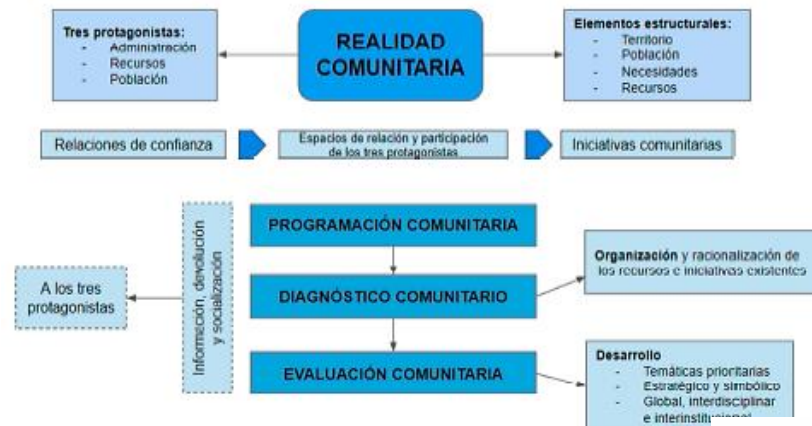 Tres protagonistas:
- Administración
- Recursos
- Población
REALIDAD
COMUNITARIA
Elementos estructurales:
- Territorio
- Población
- Necesidades
- Recursos
Relaciones de confianza
Espacios de relación y participación
de los tres protagonistas
Iniciativas comunitarias
Información, devolución
y socialización
A los tres
protagonistas
PROGRAMACIÓN COMUNITARIA
DIAGNÓSTICO COMUNITARIO
EVALUACIÓN COMUNITARIA
Organización y racionalización de
los recursos e iniciativas existentes
Desarrollo
- Temáticas prioritarias
- Estratégico y simbólico
- Global, interdisciplinar
e interinstitucional